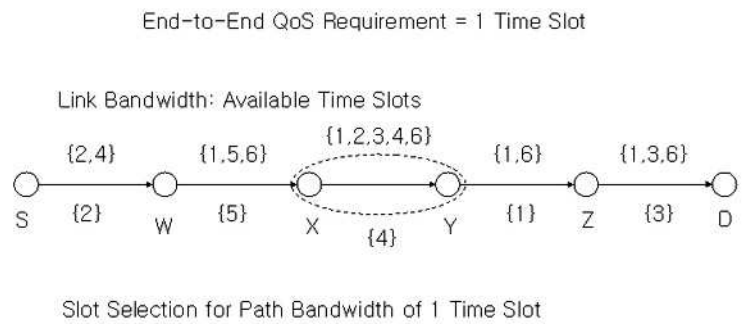 End-to-End QoS Requirement = 1 Time Slot
Link Bandwidth: Available Time Slots
{2,4} {1,5,6} {1,2,3,4,6} {1,6} {1,3,6}
S {2} W {5} X {4} Y {1} Z {3} D
Slot Selection for Path Bandwidth of 1 Time Slot